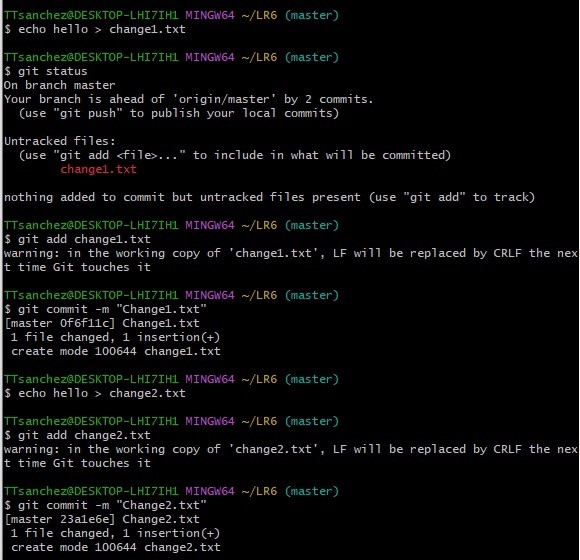 TTsanchez@DESKTOP-LHI7IH1 MINGW64 ~/LR6 (master)
$ echo hello > change1.txt

TTsanchez@DESKTOP-LHI7IH1 MINGW64 ~/LR6 (master)
$ git status
On branch master
Your branch is ahead of 'origin/master' by 2 commits.
  (use "git push" to publish your local commits)

Untracked files:
  (use "git add <file>..." to include in what will be committed)
        change1.txt

nothing added to commit but untracked files present (use "git add" to track)

TTsanchez@DESKTOP-LHI7IH1 MINGW64 ~/LR6 (master)
$ git add change1.txt
warning: in the working copy of 'change1.txt', LF will be replaced by CRLF the nex
t time Git touches it

TTsanchez@DESKTOP-LHI7IH1 MINGW64 ~/LR6 (master)
$ git commit -m "Change1.txt"
[master 0f6f11c] Change1.txt
 1 file changed, 1 insertion(+)
 create mode 100644 change1.txt

TTsanchez@DESKTOP-LHI7IH1 MINGW64 ~/LR6 (master)
$ echo hello > change2.txt

TTsanchez@DESKTOP-LHI7IH1 MINGW64 ~/LR6 (master)
$ git add change2.txt
warning: in the working copy of 'change2.txt', LF will be replaced by CRLF the nex
t time Git touches it

TTsanchez@DESKTOP-LHI7IH1 MINGW64 ~/LR6 (master)
$ git commit -m "Change2.txt"
[master 23a1e6e] Change2.txt
 1 file changed, 1 insertion(+)
 create mode 100644 change2.txt